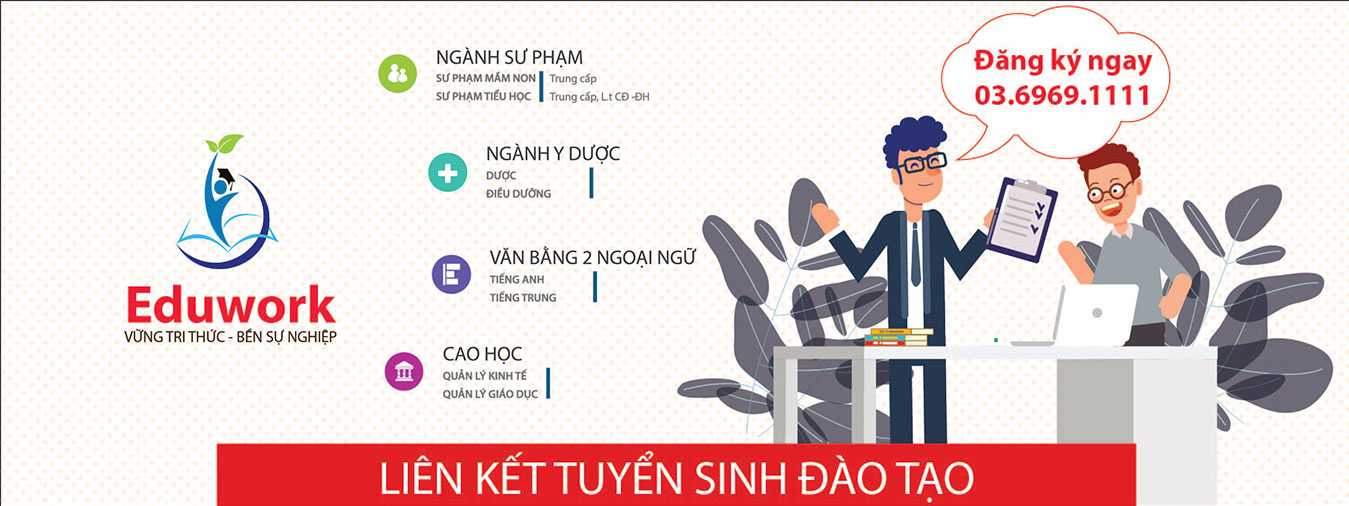 Eduwork
VỮNG TRI THỨC - BỀN SỰ NGHIỆP
NGÀNH SƯ PHẠM
SƯ PHẠM MẦM NON Trung cấp
SƯ PHẠM TIỂU HỌC Trung cấp, L.t CĐ -ĐH
NGÀNH Y DƯỢC
DƯỢC
ĐIỀU DƯỠNG
VĂN BẰNG 2 NGOẠI NGỮ
TIẾNG ANH
TIẾNG TRUNG
CAO HỌC
QUẢN LÝ KINH TẾ
QUẢN LÝ GIÁO DỤC
Đăng ký ngay
03.6969.1111
LIÊN KẾT TUYỂN SINH ĐÀO TẠO